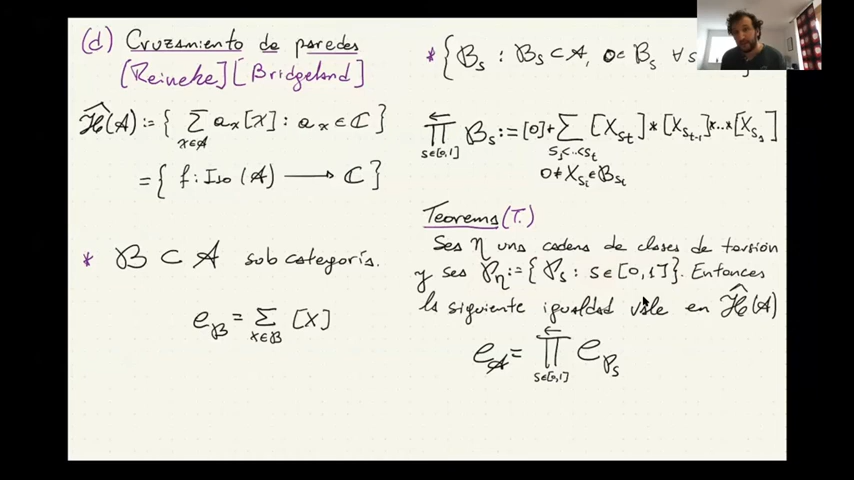 (d) Cruzamiento de paredes
[Reineke][Bridgeland]
Ĥ(A) := { ∑_{X∈A} a_X [X] : a_X ∈ ℂ }
= { f : Iso(A) ⟶ ℂ }
* B ⊂ A subcategoría.
e_B = ∑_{X∈B} [X]
* { B_s : B_s ⊂ A, 0 ∈ B_s ∀ s
∏^{←}_{s∈[0,1]} B_s := [0] + ∑_{s_1<...<s_t} [X_{s_t}] * [X_{s_{t-1}}] * ... * [X_{s_1}]
0 ≠ X_{s_i} ∈ B_{s_t}
Teorema (T.)
Sea η una cadena de clases de torsión
y sea P_η := { P_s : s ∈ [0,1] }. Entonces
la siguiente igualdad vale en Ĥ(A)
e_A = ∏^{←}_{s∈[0,1]} e_{P_s}